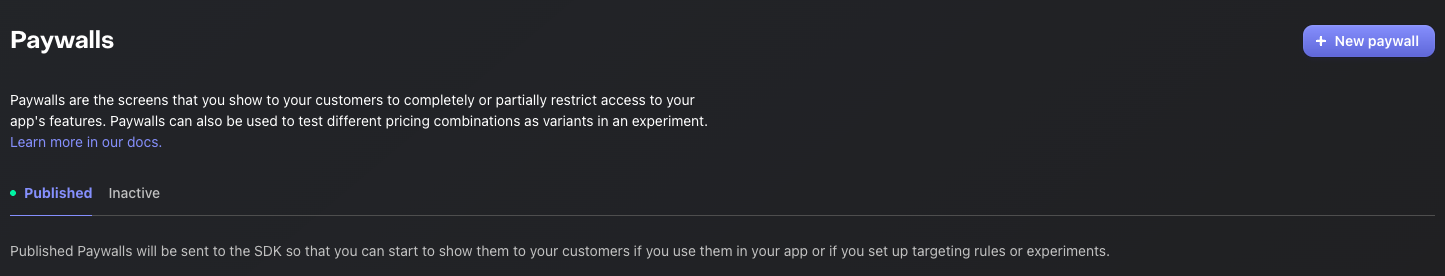 Paywalls
+ New paywall
Paywalls are the screens that you show to your customers to completely or partially restrict access to your
app's features. Paywalls can also be used to test different pricing combinations as variants in an experiment.
Learn more in our docs.
Published Inactive
Published Paywalls will be sent to the SDK so that you can start to show them to your customers if you use them in your app or if you set up targeting rules or experiments.